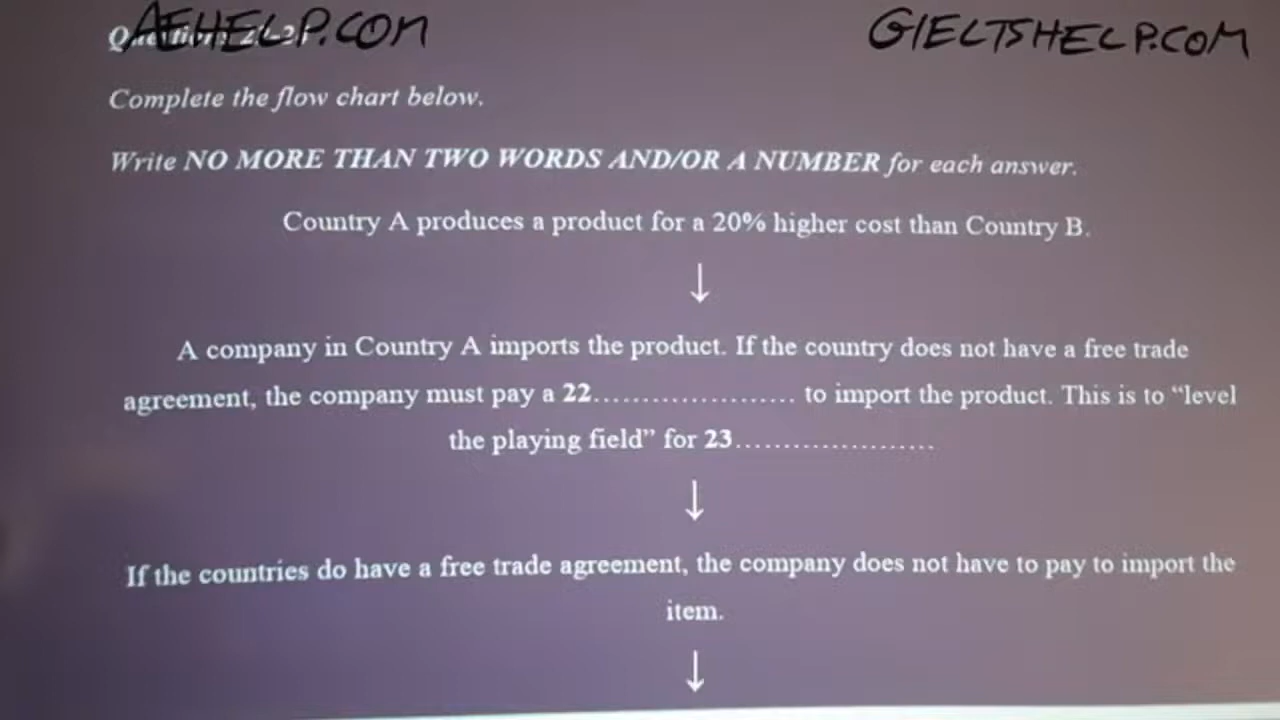 AEHELP.COM
GIELTSHELP.COM
Complete the flow chart below.
Write NO MORE THAN TWO WORDS AND/OR A NUMBER for each answer.
Country A produces a product for a 20% higher cost than Country B.
↓
A company in Country A imports the product. If the country does not have a free trade
agreement, the company must pay a 22..................... to import the product. This is to “level
the playing field” for 23.....................
↓
If the countries do have a free trade agreement, the company does not have to pay to import the
item.
↓